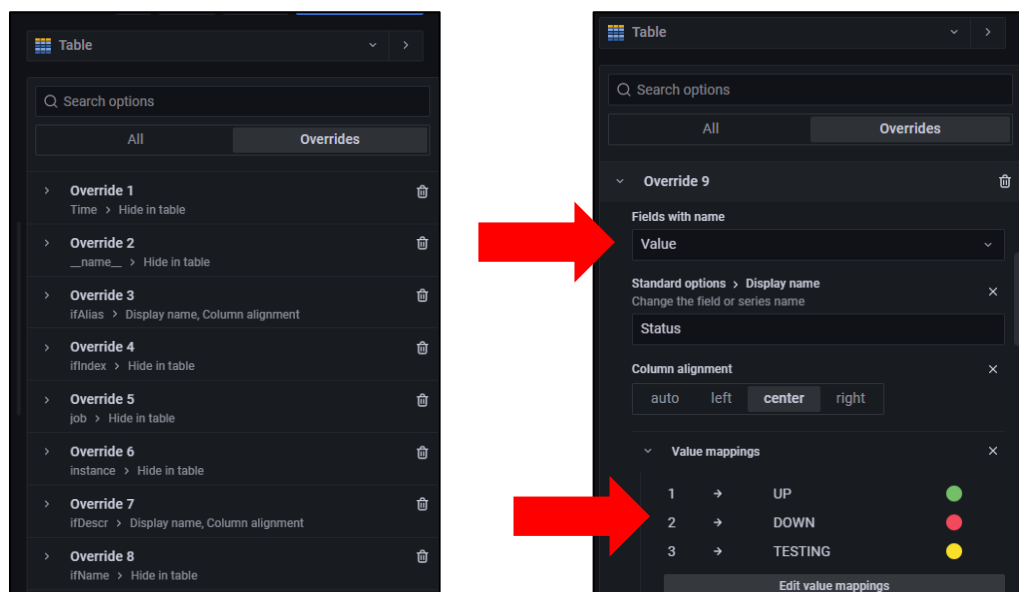 Table
Search options
All Overrides
Override 1
Time > Hide in table
Override 2
__name__ > Hide in table
Override 3
ifAlias > Display name, Column alignment
Override 4
ifIndex > Hide in table
Override 5
job > Hide in table
Override 6
instance > Hide in table
Override 7
ifDescr > Display name, Column alignment
Override 8
ifName > Hide in table
Table
Search options
All Overrides
Override 9
Fields with name
Value
Standard options > Display name
Change the field or series name
Status
Column alignment
auto left center right
Value mappings
1 → UP
2 → DOWN
3 → TESTING
Edit value mappings